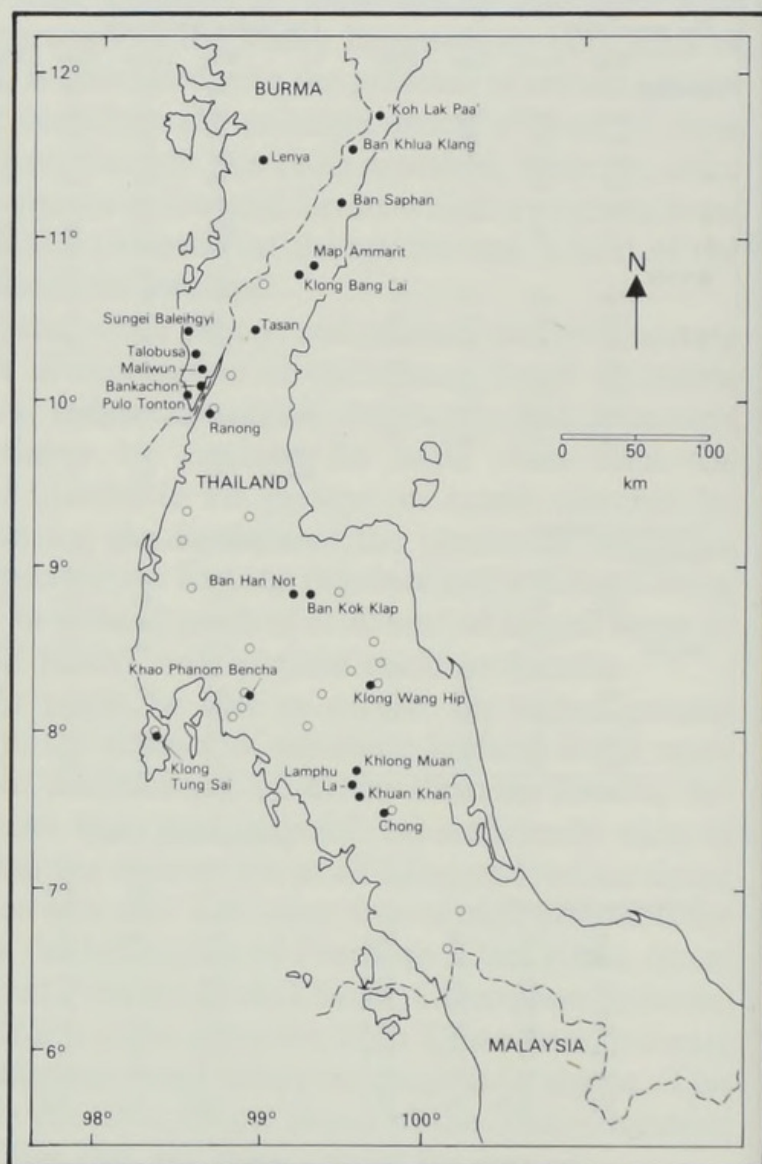 12°
BURMA
'Koh Lak Paa'
Ban Khlua Klang
Lenya
Ban Saphan
11°
Map Ammarit
Klong Bang Lai
N
Sungei Baleihgyi
Tasan
Talobusa
Maliwun
Bankachon
10°
Pulo Tonton
Ranong
0 50 100
km
THAILAND
9°
Ban Han Not
Ban Kok Klap
Khao Phanom Bencha
Klong Wang Hip
8°
Klong
Tung Sai
Khlong Muan
Lamphu
La
Khuan Khan
Chong
7°
6°
MALAYSIA
98° 99° 100°